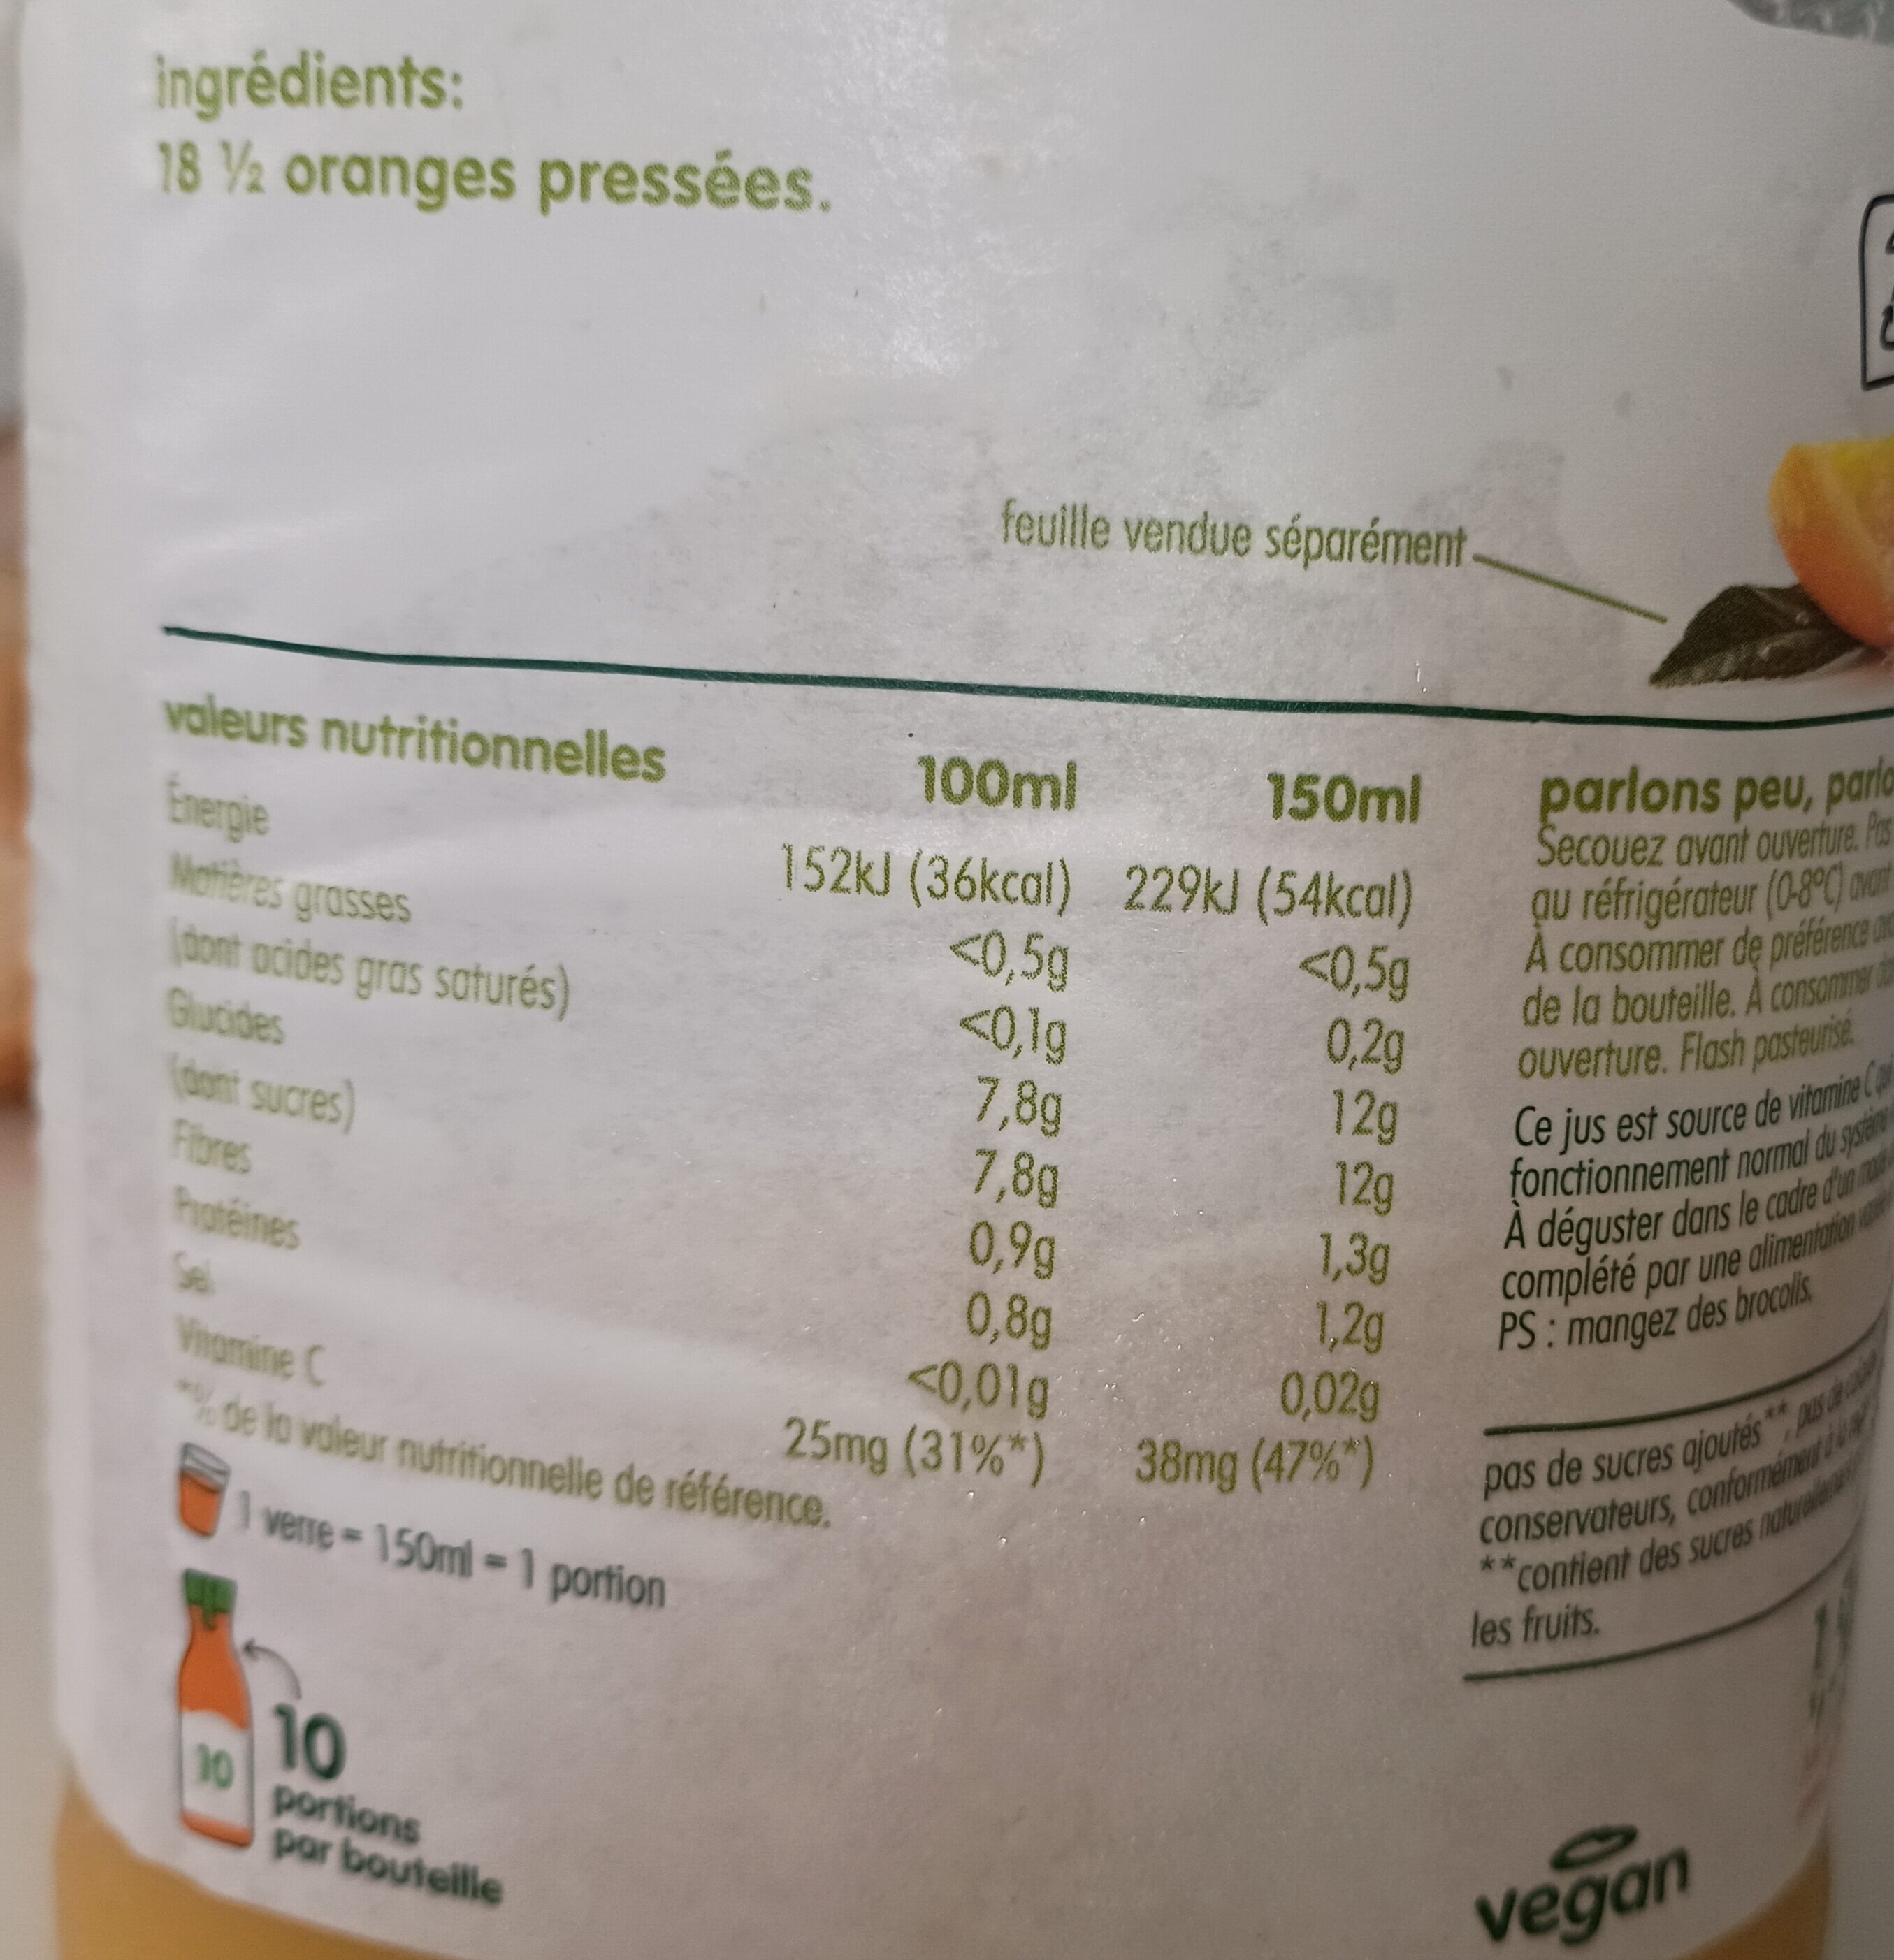 ingrédients:
18 ½ oranges pressées.
feuille vendue séparément
valeurs nutritionnelles 100ml 150ml
Énergie 152kJ (36kcal) 229kJ (54kcal)
Matières grasses <0,5g <0,5g
(dont acides gras saturés) <0,1g 0,2g
Glucides 7,8g 12g
(dont sucres) 7,8g 12g
Fibres 0,9g 1,3g
Protéines 0,8g 1,2g
Sel <0,01g 0,02g
Vitamine C 25mg (31%*) 38mg (47%*)
*% de la valeur nutritionnelle de référence.
1 verre = 150ml = 1 portion
10
10
portions
par bouteille
parlons peu,
Secouez avant ouverture. Pas
au réfrigérateur (0-8°C) avant
À consommer de préférence
de la bouteille. À consommer
ouverture. Flash pasteurisé.
Ce jus est source de vitamine C
fonctionnement normal du système
À déguster dans le cadre d'un
complété par une alimentation
PS : mangez des brocolis.
pas de sucres ajoutés**, pas de
conservateurs, conformément à la
**contient des sucres
les fruits.
vegan